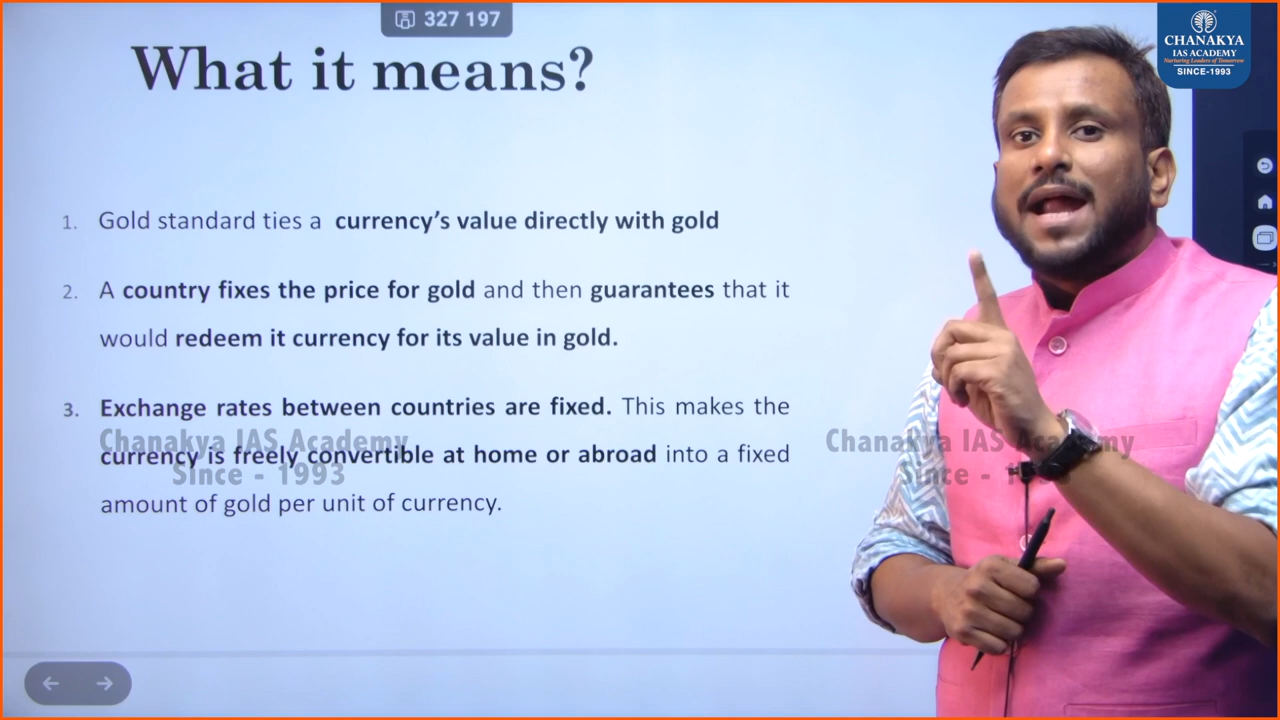 327 197
What it means?
CHANAKYA
IAS ACADEMY
Nurturing Leaders of Tomorrow
SINCE-1993
1. Gold standard ties a currency’s value directly with gold
2. A country fixes the price for gold and then guarantees that it
would redeem it currency for its value in gold.
3. Exchange rates between countries are fixed. This makes the
currency is freely convertible at home or abroad into a fixed
amount of gold per unit of currency.
Chanakya IAS Academy
Since - 1993
Chanakya IAS Academy
Since - 1993